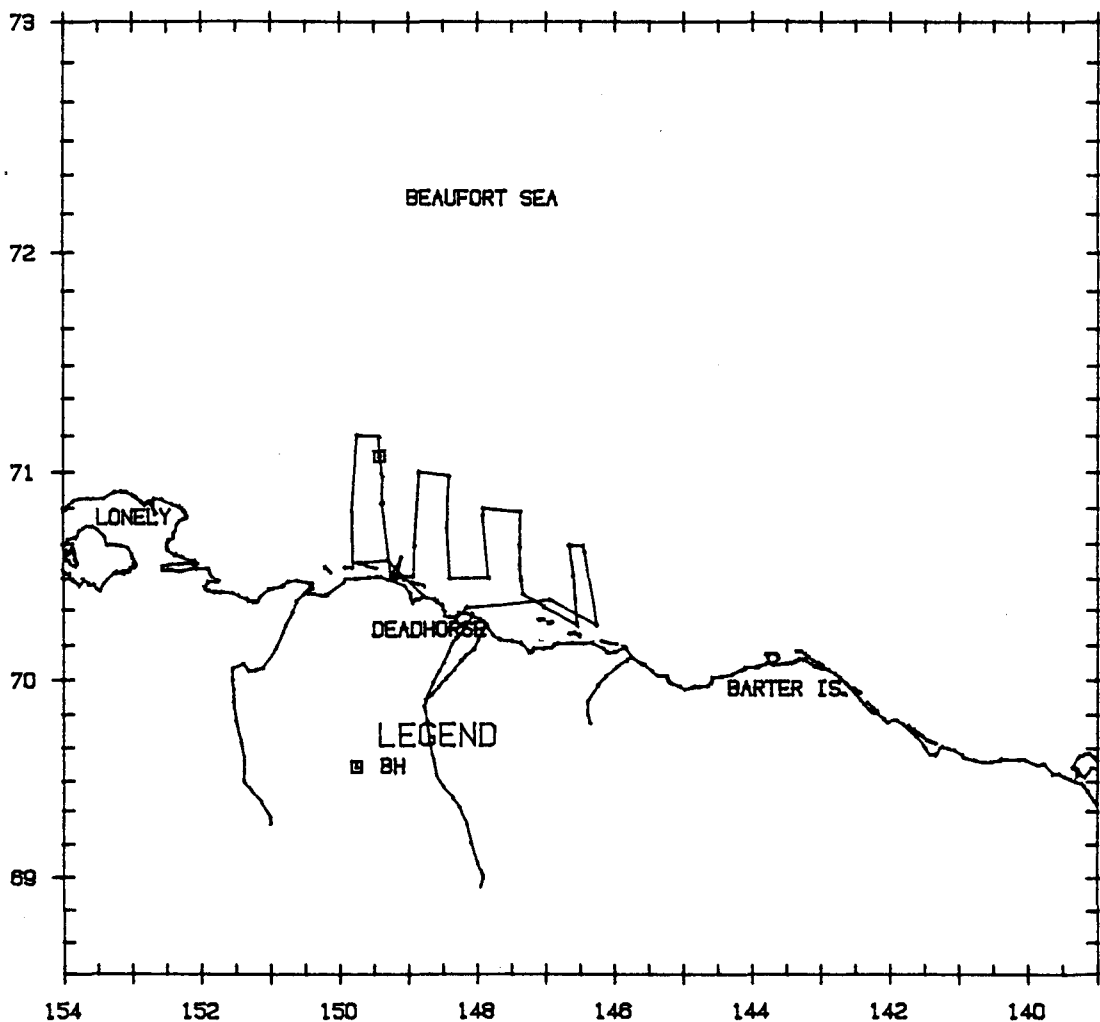 73
BEAUFORT SEA
72
71
LONELY
DEADHORSE
70
BARTER IS.
LEGEND
BH
69
154 152 150 148 146 144 142 140